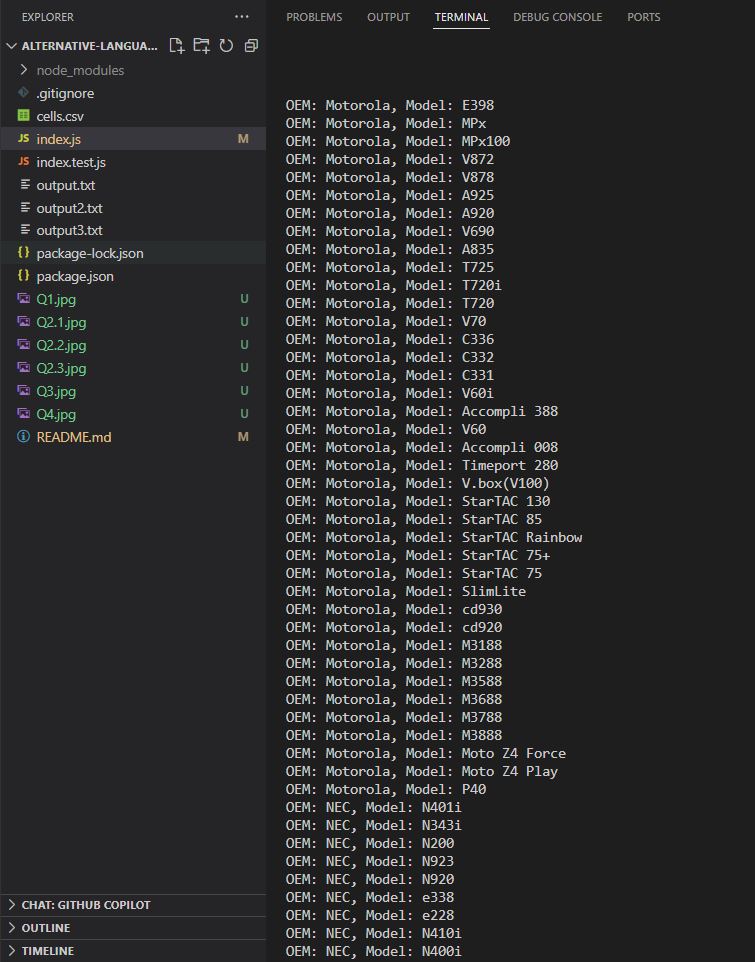 EXPLORER
ALTERNATIVE-LANGUA...
node_modules
.gitignore
cells.csv
JS index.js M
JS index.test.js
output.txt
output2.txt
output3.txt
{} package-lock.json
{} package.json
Q1.jpg U
Q2.1.jpg U
Q2.2.jpg U
Q2.3.jpg U
Q3.jpg U
Q4.jpg U
README.md M
CHAT: GITHUB COPILOT
OUTLINE
TIMELINE
PROBLEMS OUTPUT TERMINAL DEBUG CONSOLE PORTS
OEM: Motorola, Model: E398
OEM: Motorola, Model: MPx
OEM: Motorola, Model: MPx100
OEM: Motorola, Model: V872
OEM: Motorola, Model: V878
OEM: Motorola, Model: A925
OEM: Motorola, Model: A920
OEM: Motorola, Model: V690
OEM: Motorola, Model: A835
OEM: Motorola, Model: T725
OEM: Motorola, Model: T720i
OEM: Motorola, Model: T720
OEM: Motorola, Model: V70
OEM: Motorola, Model: C336
OEM: Motorola, Model: C332
OEM: Motorola, Model: C331
OEM: Motorola, Model: V60i
OEM: Motorola, Model: Accompli 388
OEM: Motorola, Model: V60
OEM: Motorola, Model: Accompli 008
OEM: Motorola, Model: Timeport 280
OEM: Motorola, Model: V.box(V100)
OEM: Motorola, Model: StarTAC 130
OEM: Motorola, Model: StarTAC 85
OEM: Motorola, Model: StarTAC Rainbow
OEM: Motorola, Model: StarTAC 75+
OEM: Motorola, Model: StarTAC 75
OEM: Motorola, Model: SlimLite
OEM: Motorola, Model: cd930
OEM: Motorola, Model: cd920
OEM: Motorola, Model: M3188
OEM: Motorola, Model: M3288
OEM: Motorola, Model: M3588
OEM: Motorola, Model: M3688
OEM: Motorola, Model: M3788
OEM: Motorola, Model: M3888
OEM: Motorola, Model: Moto Z4 Force
OEM: Motorola, Model: Moto Z4 Play
OEM: Motorola, Model: P40
OEM: NEC, Model: N401i
OEM: NEC, Model: N343i
OEM: NEC, Model: N200
OEM: NEC, Model: N923
OEM: NEC, Model: N920
OEM: NEC, Model: e338
OEM: NEC, Model: e228
OEM: NEC, Model: N410i
OEM: NEC, Model: N400i